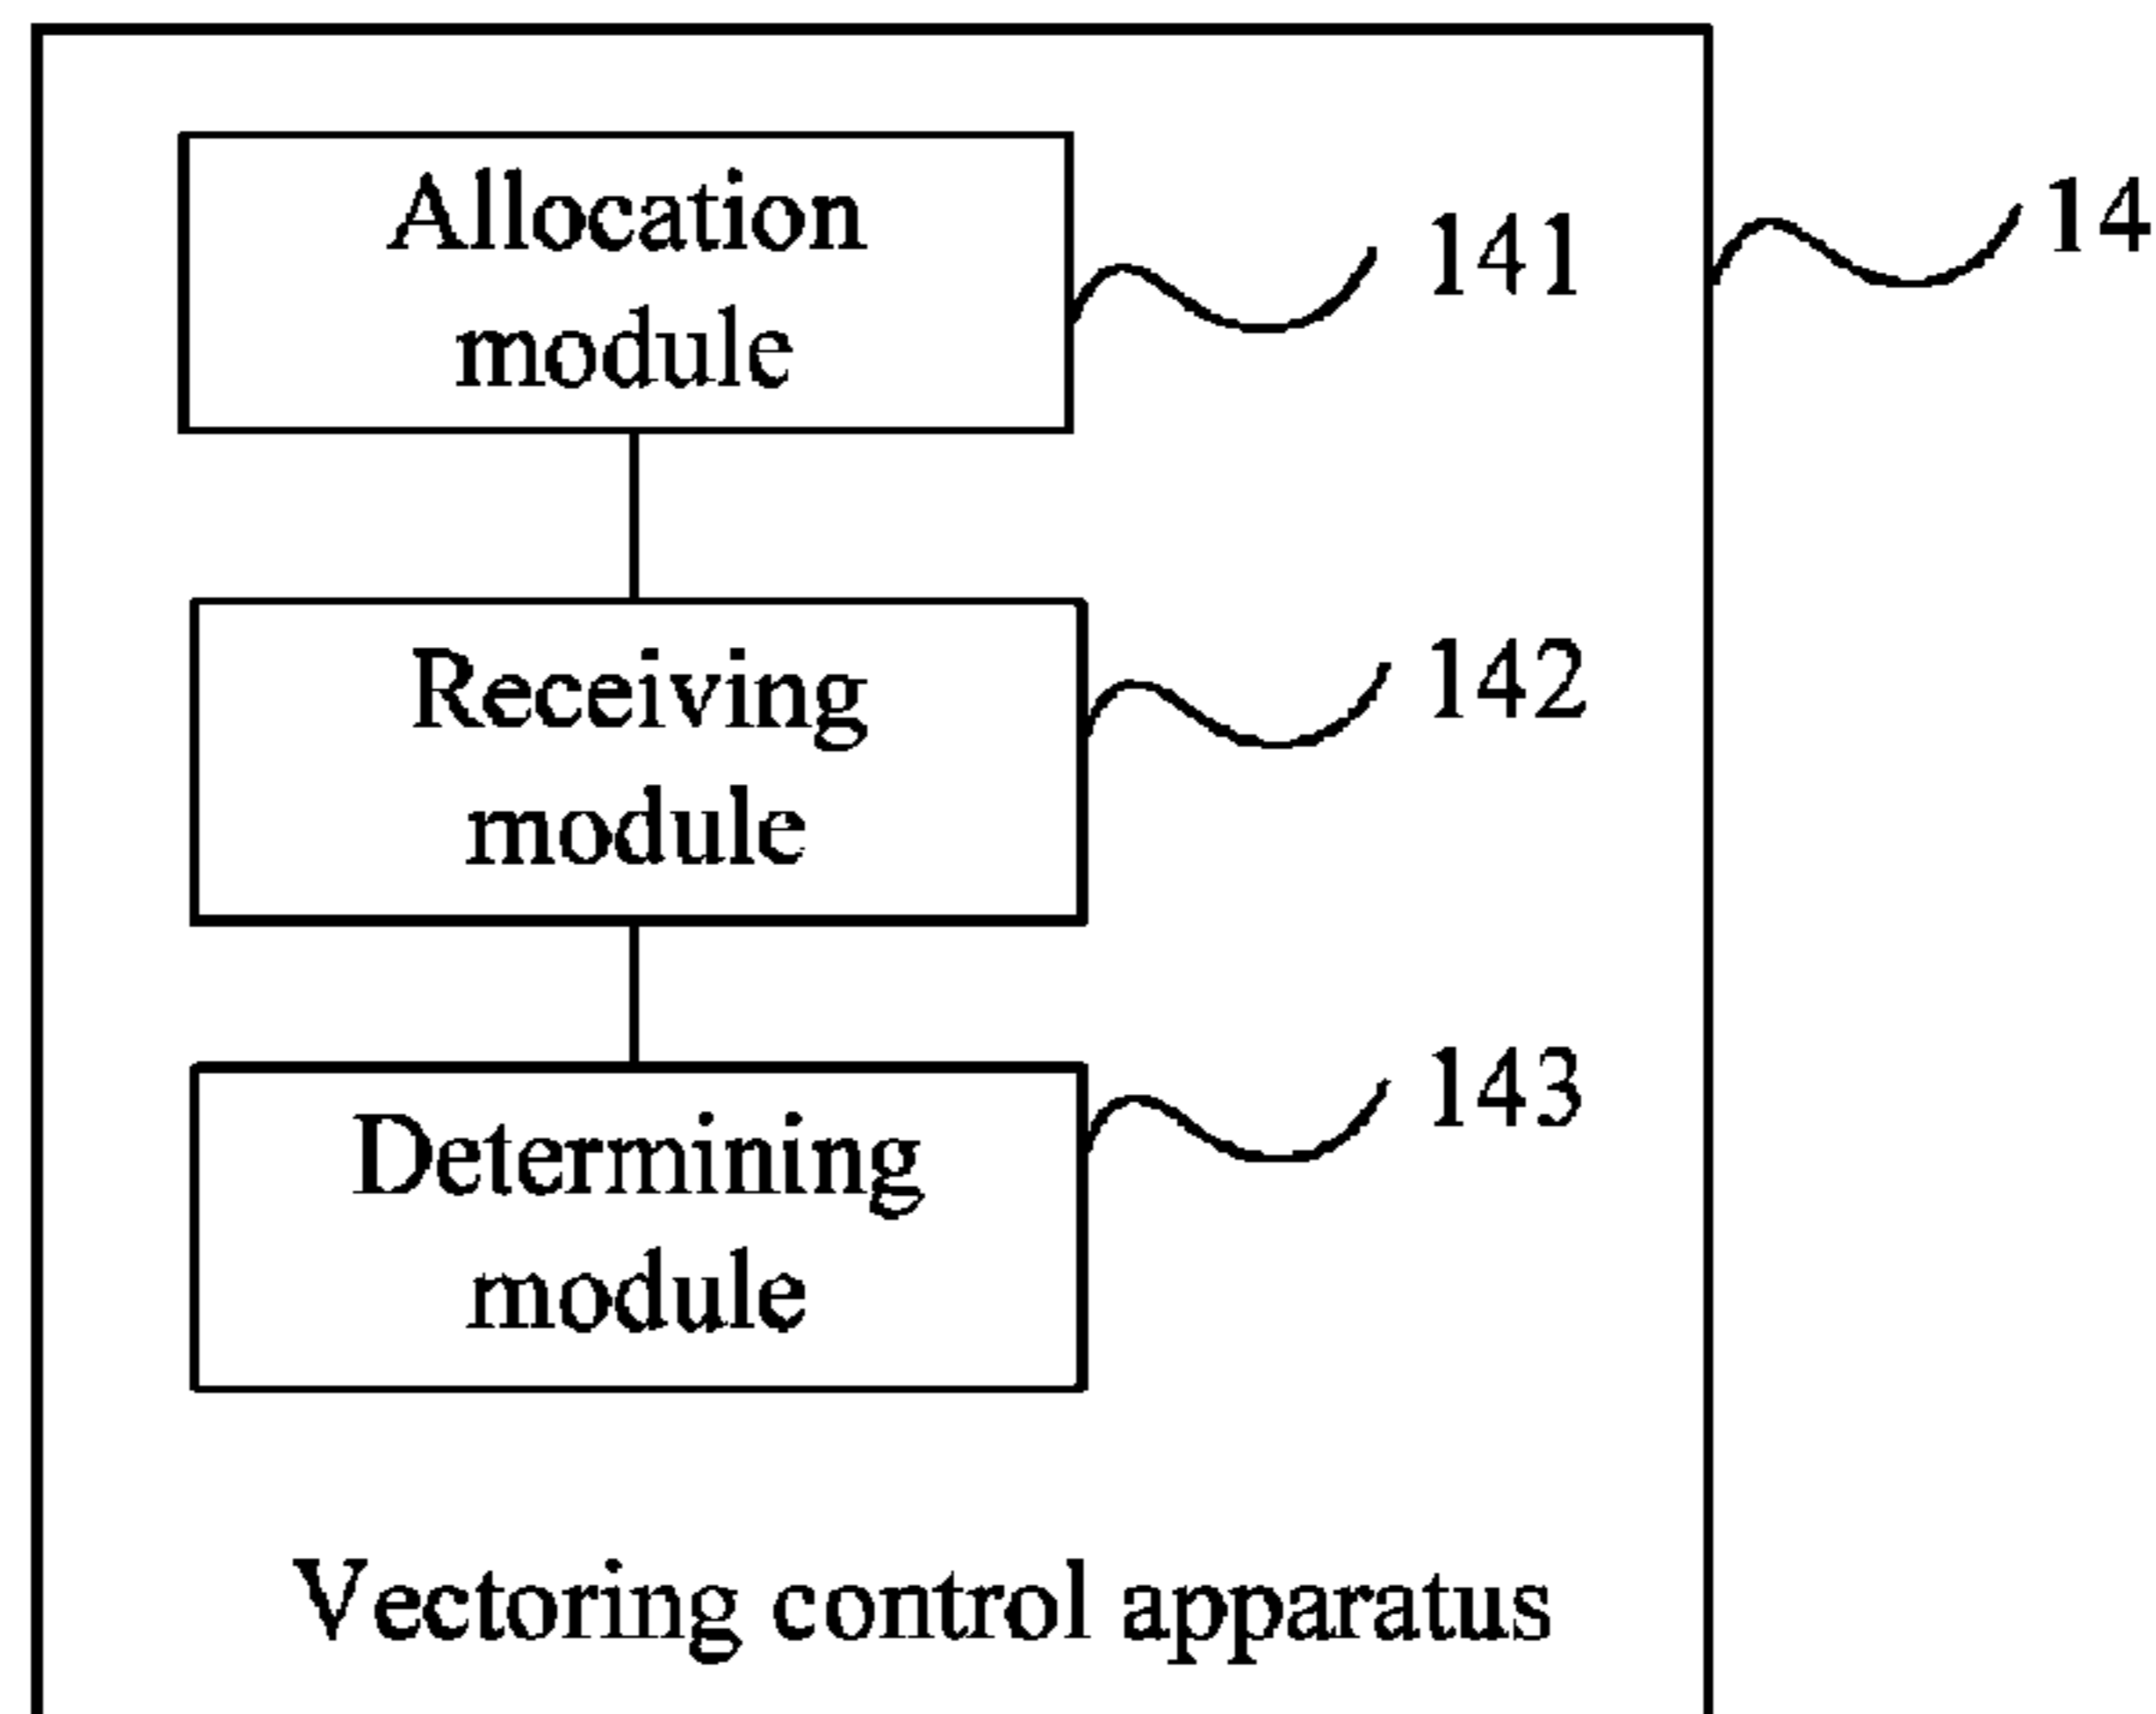 Allocation
module
141
14
Receiving
module
142
Determining
module
143
Vectoring control apparatus